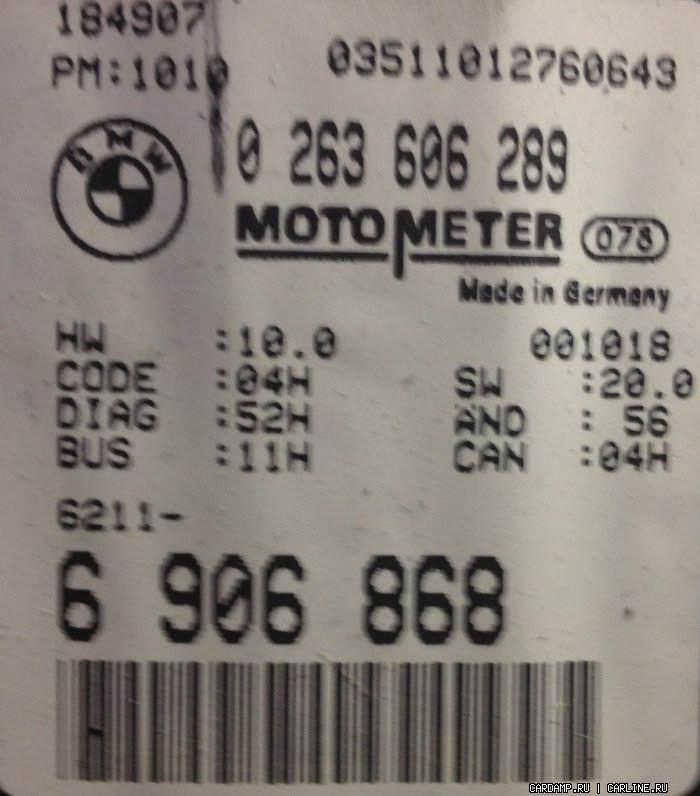 184907
PM:1010
03511012760643
BMW
0 263 606 289
MOTOMETER 078
Made in Germany
HW :10.0 001018
CODE :04H SW :20.0
DIAG :52H AND : 56
BUS :11H CAN :04H
6211-
6 906 868
CARDAMP.RU | CARLINE.RU